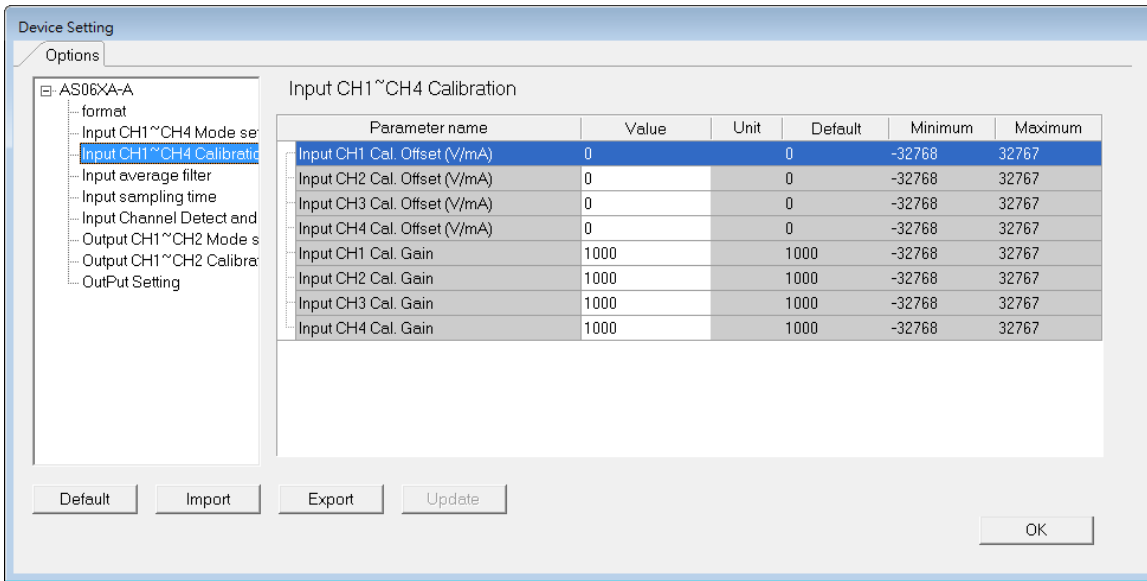 Device Setting
Options
AS06XA-A
format
Input CH1~CH4 Mode se
Input CH1~CH4 Calibratio
Input average filter
Input sampling time
Input Channel Detect and
Output CH1~CH2 Mode s
Output CH1~CH2 Calibra
OutPut Setting
Input CH1~CH4 Calibration
Parameter name Value Unit Default Minimum Maximum
Input CH1 Cal. Offset (V/mA) 0 0 -32768 32767
Input CH2 Cal. Offset (V/mA) 0 0 -32768 32767
Input CH3 Cal. Offset (V/mA) 0 0 -32768 32767
Input CH4 Cal. Offset (V/mA) 0 0 -32768 32767
Input CH1 Cal. Gain 1000 1000 -32768 32767
Input CH2 Cal. Gain 1000 1000 -32768 32767
Input CH3 Cal. Gain 1000 1000 -32768 32767
Input CH4 Cal. Gain 1000 1000 -32768 32767
Default Import Export Update
OK